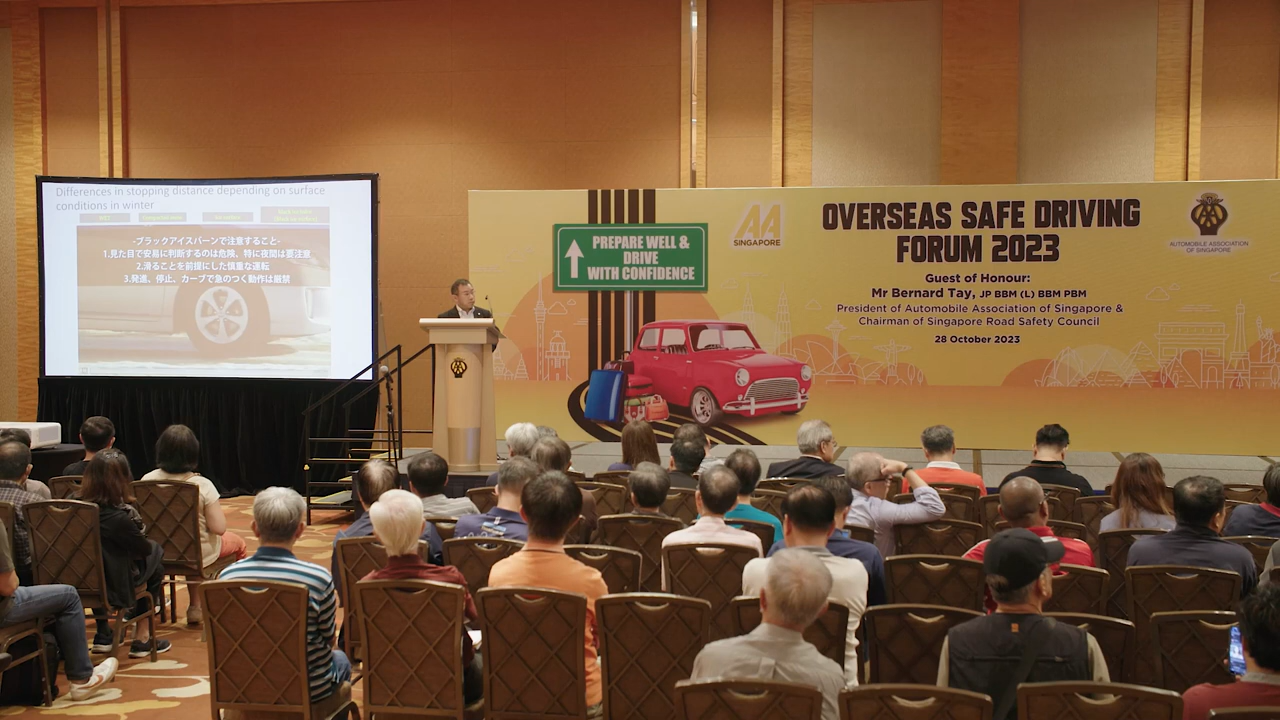 Differences in stopping distance depending on surface
conditions in winter
-ブラックアイスバーンで注意すること-
1.見た目で安易に判断するのは危険、特に夜間は要注意
2.滑ることを前提にした慎重な運転
3.発進、停止、カーブで急のつく動作は厳禁
PREPARE WELL &
DRIVE
WITH CONFIDENCE
AA
SINGAPORE
OVERSEAS SAFE DRIVING
FORUM 2023
Guest of Honour:
Mr Bernard Tay, JP BBM (L) BBM PBM
President of Automobile Association of Singapore &
Chairman of Singapore Road Safety Council
28 October 2023
AA
AUTOMOBILE ASSOCIATION
OF SINGAPORE